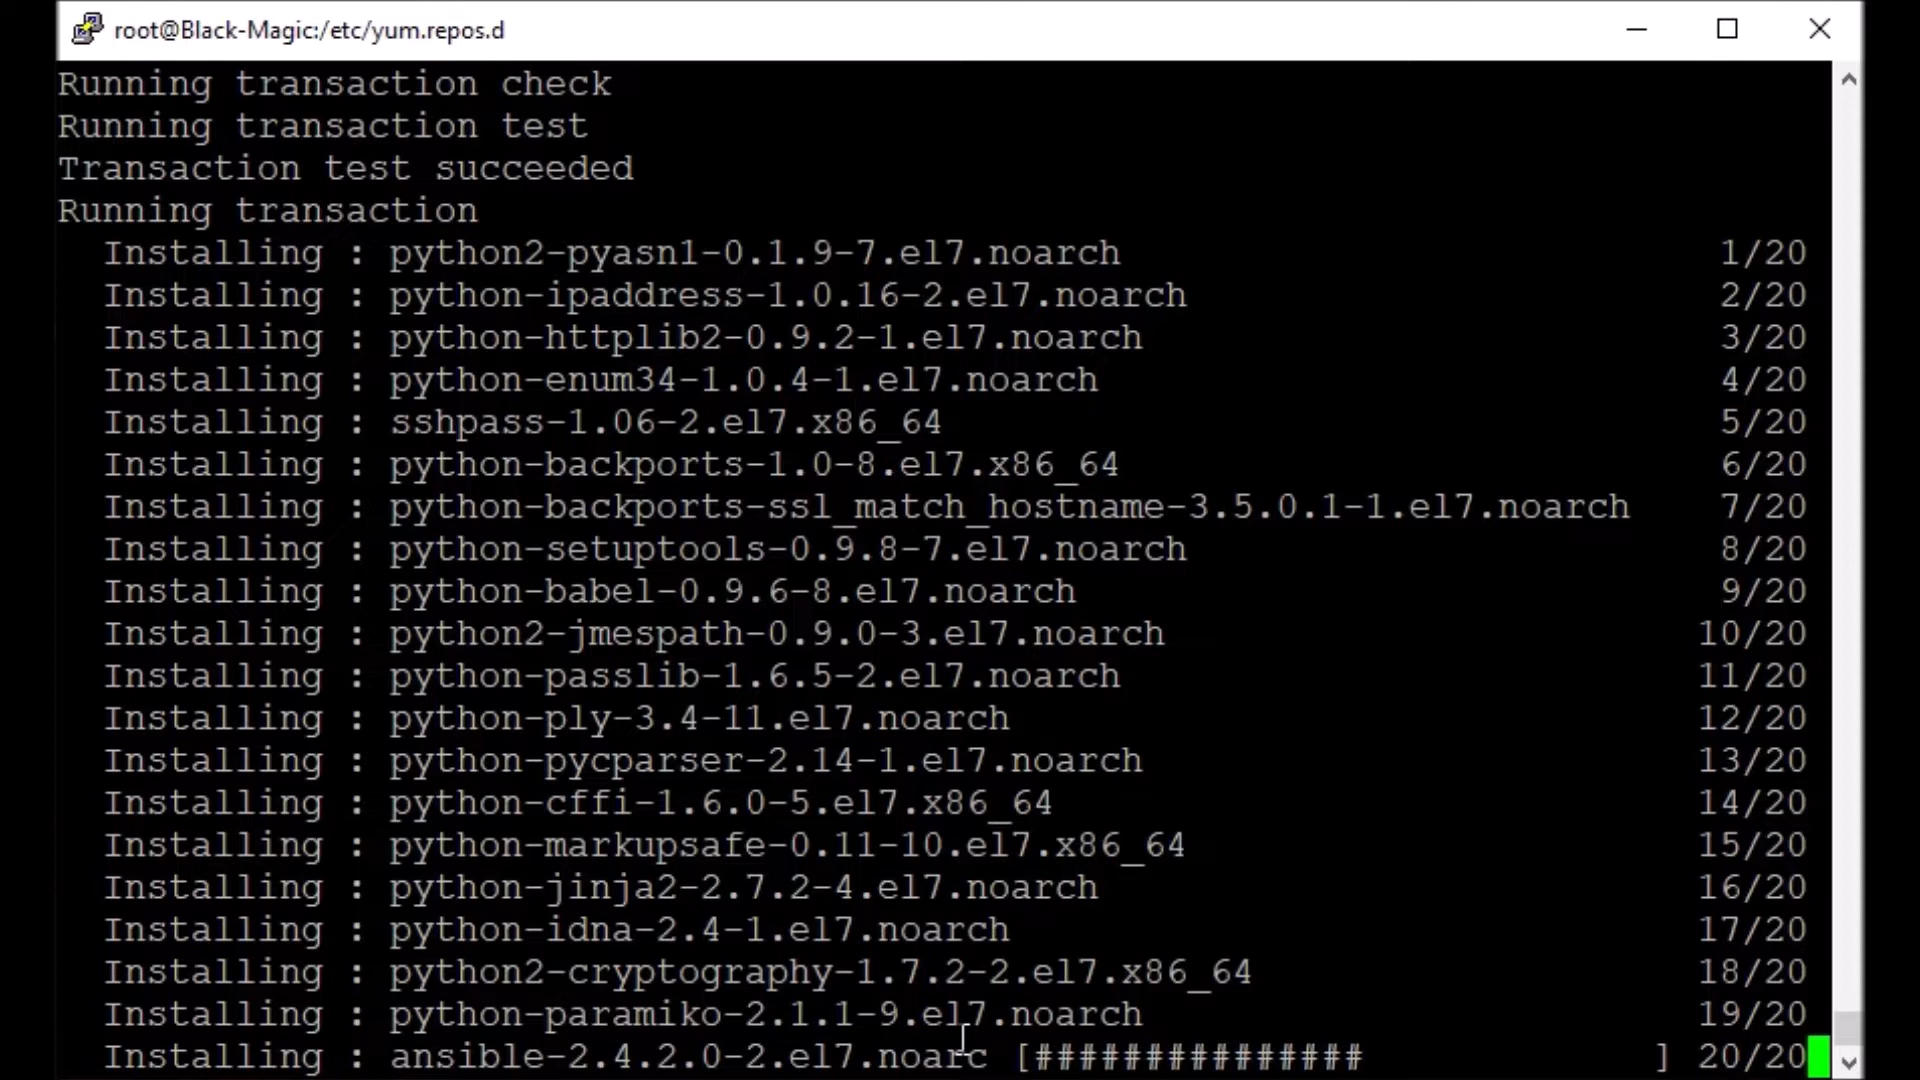 root@Black-Magic:/etc/yum.repos.d
Running transaction check
Running transaction test
Transaction test succeeded
Running transaction
Installing : python2-pyasn1-0.1.9-7.el7.noarch 1/20
Installing : python-ipaddress-1.0.16-2.el7.noarch 2/20
Installing : python-httplib2-0.9.2-1.el7.noarch 3/20
Installing : python-enum34-1.0.4-1.el7.noarch 4/20
Installing : sshpass-1.06-2.el7.x86_64 5/20
Installing : python-backports-1.0-8.el7.x86_64 6/20
Installing : python-backports-ssl_match_hostname-3.5.0.1-1.el7.noarch 7/20
Installing : python-setuptools-0.9.8-7.el7.noarch 8/20
Installing : python-babel-0.9.6-8.el7.noarch 9/20
Installing : python2-jmespath-0.9.0-3.el7.noarch 10/20
Installing : python-passlib-1.6.5-2.el7.noarch 11/20
Installing : python-ply-3.4-11.el7.noarch 12/20
Installing : python-pycparser-2.14-1.el7.noarch 13/20
Installing : python-cffi-1.6.0-5.el7.x86_64 14/20
Installing : python-markupsafe-0.11-10.el7.x86_64 15/20
Installing : python-jinja2-2.7.2-4.el7.noarch 16/20
Installing : python-idna-2.4-1.el7.noarch 17/20
Installing : python2-cryptography-1.7.2-2.el7.x86_64 18/20
Installing : python-paramiko-2.1.1-9.el7.noarch 19/20
Installing : ansible-2.4.2.0-2.el7.noarc [############### ] 20/20